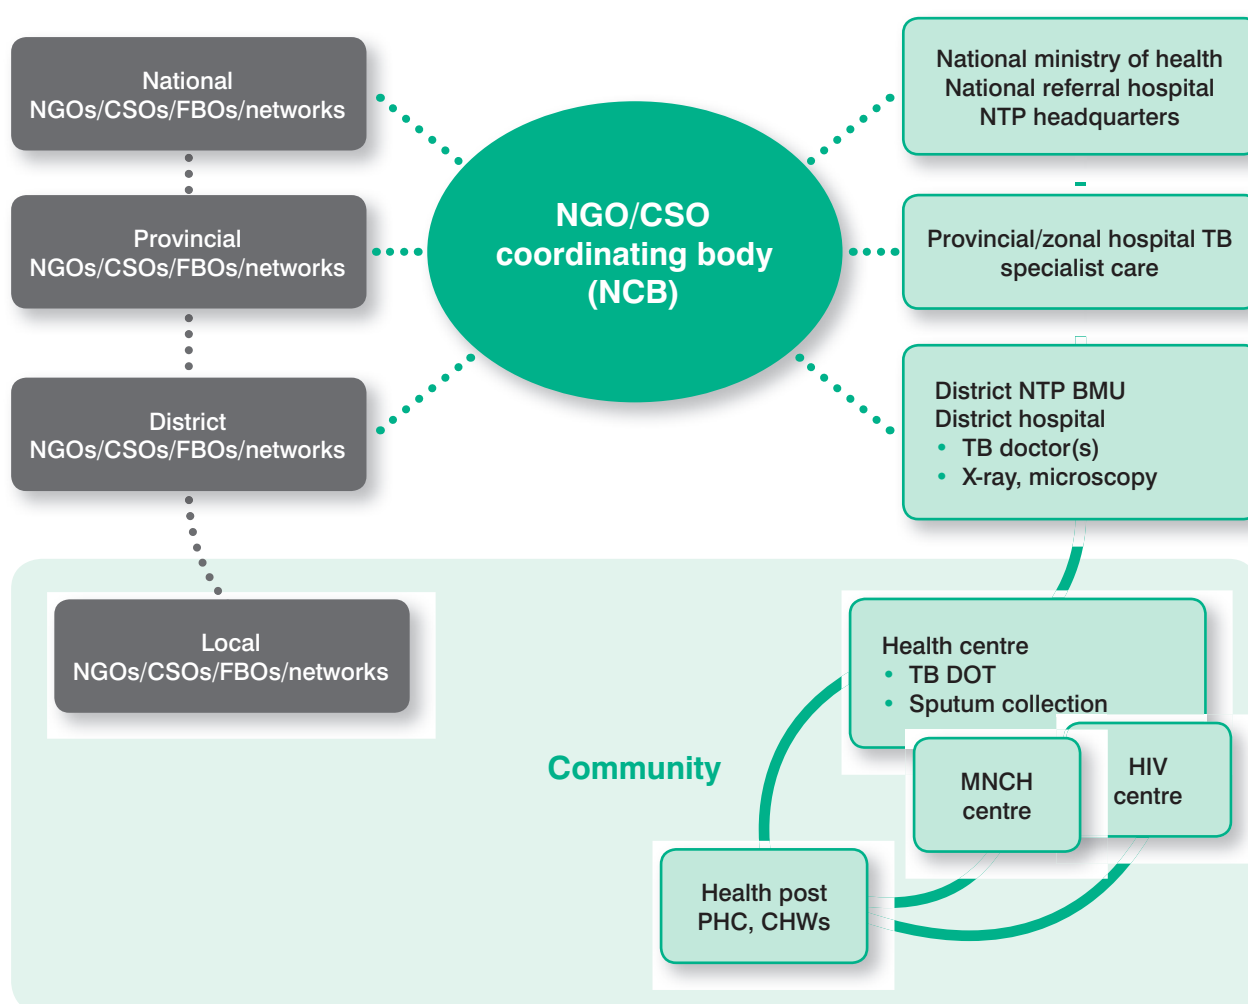 National
NGOs/CSOs/FBOs/networks
Provincial
NGOs/CSOs/FBOs/networks
District
NGOs/CSOs/FBOs/networks
Local
NGOs/CSOs/FBOs/networks
NGO/CSO
coordinating body
(NCB)
National ministry of health
National referral hospital
NTP headquarters
Provincial/zonal hospital TB
specialist care
District NTP BMU
District hospital
• TB doctor(s)
• X-ray, microscopy
Health centre
• TB DOT
• Sputum collection
MNCH
centre
HIV
centre
Community
Health post
PHC, CHWs